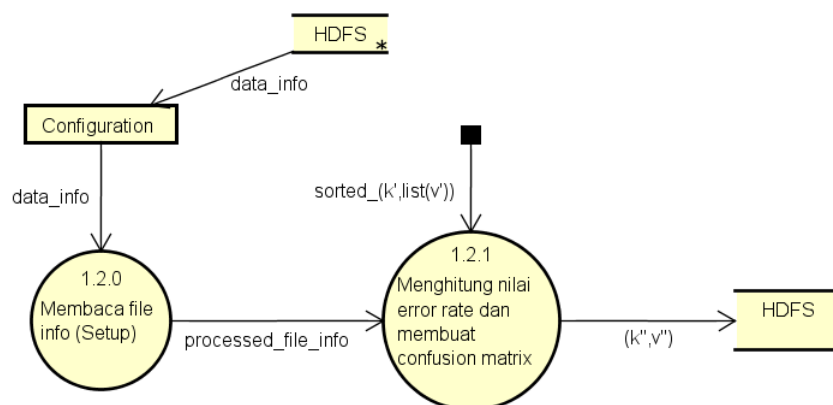 HDFS
*
data_info
Configuration
data_info
sorted_(k',list(v'))
1.2.0
Membaca file
info (Setup)
processed_file_info
1.2.1
Menghitung nilai
error rate dan
membuat
confusion matrix
(k",v")
HDFS